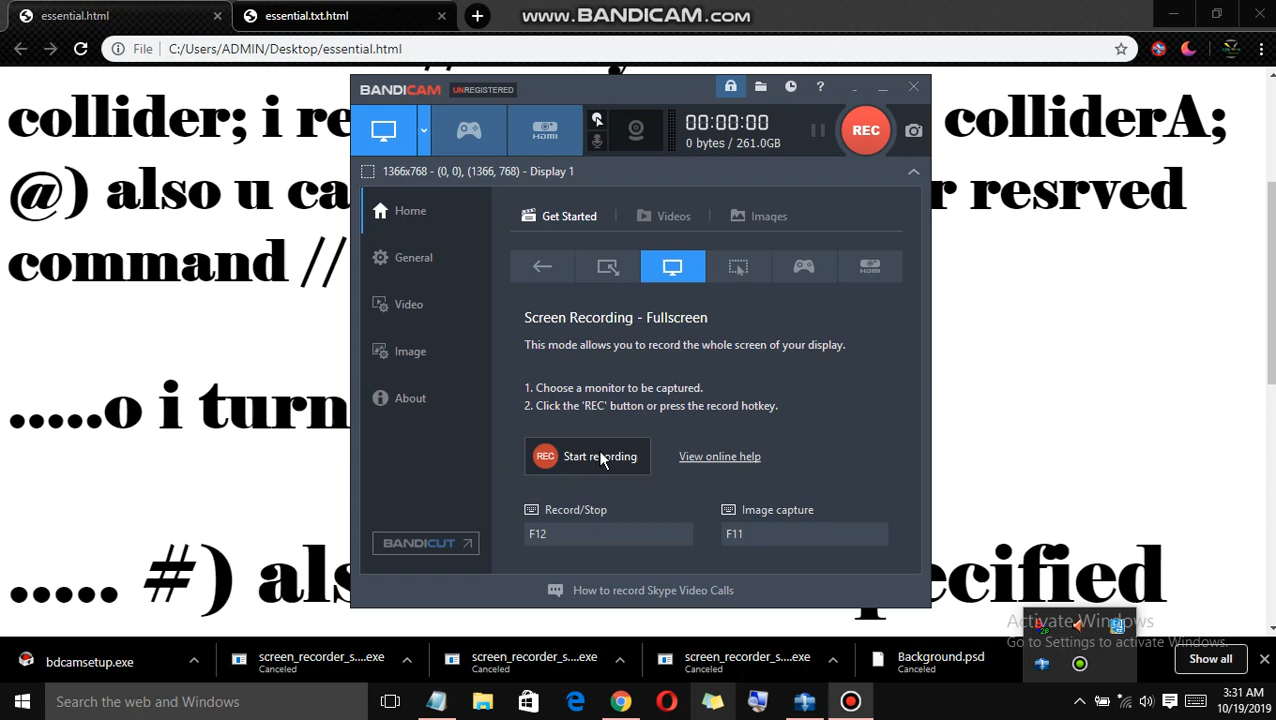 essential.html
essential.txt.html
www.BANDICAM.com
File
C:/Users/ADMIN/Desktop/essential.html
collider; i re
colliderA;
@) also u ca
r resrved
command //
.....o i turn
..... #) als
ecified
BANDICAM UNREGISTERED
HDMI
00:00:00
0 bytes / 261.0GB
REC
1366x768 - (0, 0), (1366, 768) - Display 1
Home
General
Video
Image
About
BANDICUT
Get Started
Videos
Images
HDMI
Screen Recording - Fullscreen
This mode allows you to record the whole screen of your display.
1. Choose a monitor to be captured.
2. Click the 'REC' button or press the record hotkey.
REC Start recording
View online help
Record/Stop
Image capture
F12
F11
How to record Skype Video Calls
Activate Windows
Go to Settings to activate Windows.
bdcamsetup.exe
screen_recorder_s....exe
Canceled
screen_recorder_s....exe
Canceled
screen_recorder_s....exe
Canceled
Background.psd
Canceled
Show all
Search the web and Windows
3:31 AM
10/19/2019